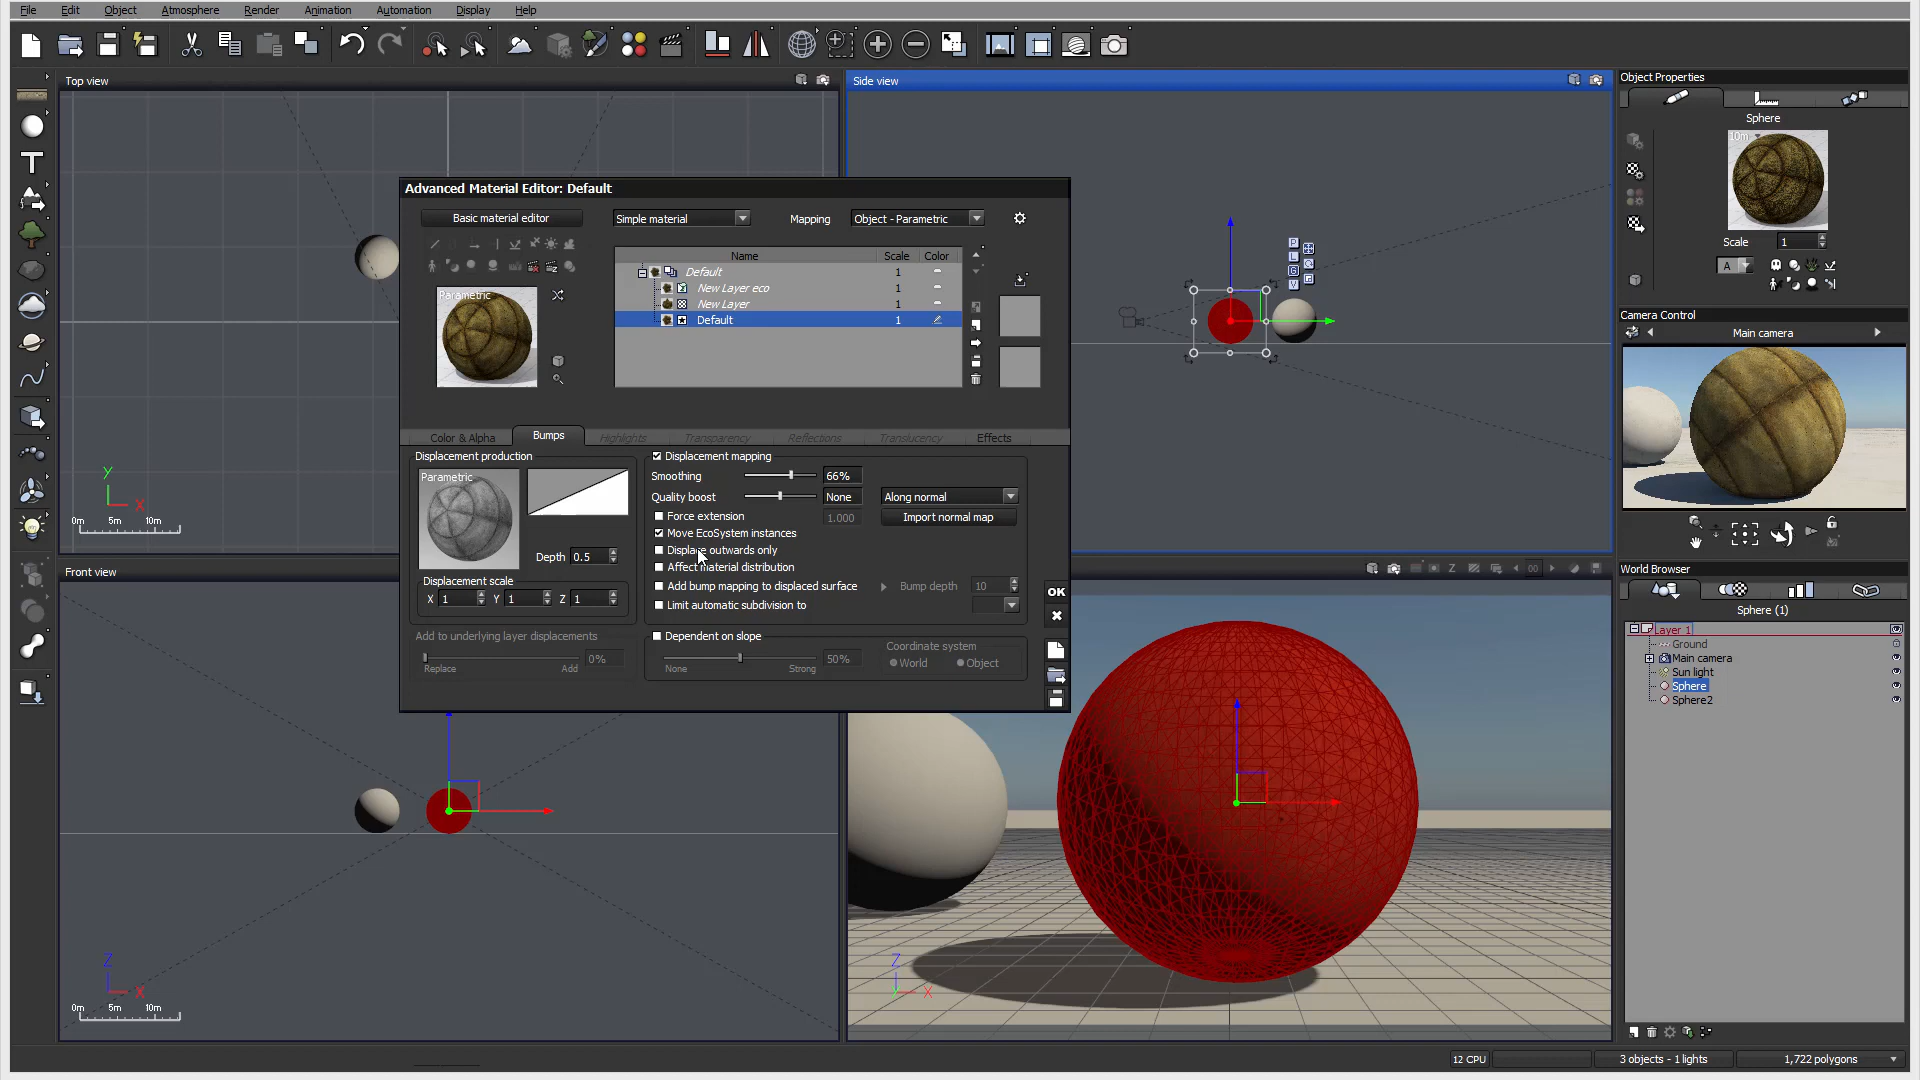 File Edit Object Atmosphere Render Animation Automation Display Help
Top view
Side view
Object Properties
Sphere
10m
Scale 1
A
Advanced Material Editor: Default
Basic material editor Simple material Mapping Object - Parametric
Name Scale Color
Default 1
New Layer eco 1
New Layer 1
Default 1
Parametric
P
L
G
V
Camera Control
Main camera
Color & Alpha Bumps Highlights Transparency Reflections Translucency Effects
Displacement production
Parametric
Depth 0.5
Displacement scale
X 1 Y 1 Z 1
Add to underlying layer displacements
0%
Replace Add
Displacement mapping
Smoothing 66%
Quality boost None Along normal
Force extension 1.000 Import normal map
Move EcoSystem instances
Displace outwards only
Affect material distribution
Add bump mapping to displaced surface Bump depth 10
Limit automatic subdivision to
Dependent on slope
50%
None Strong
Coordinate system
World Object
OK
Y
X
0m 5m 10m
Front view
Z
X
0m 5m 10m
Z 00
Z
Y
X
World Browser
Sphere (1)
Layer 1
Ground
Main camera
Sun light
Sphere
Sphere2
12 CPU 3 objects - 1 lights 1,722 polygons